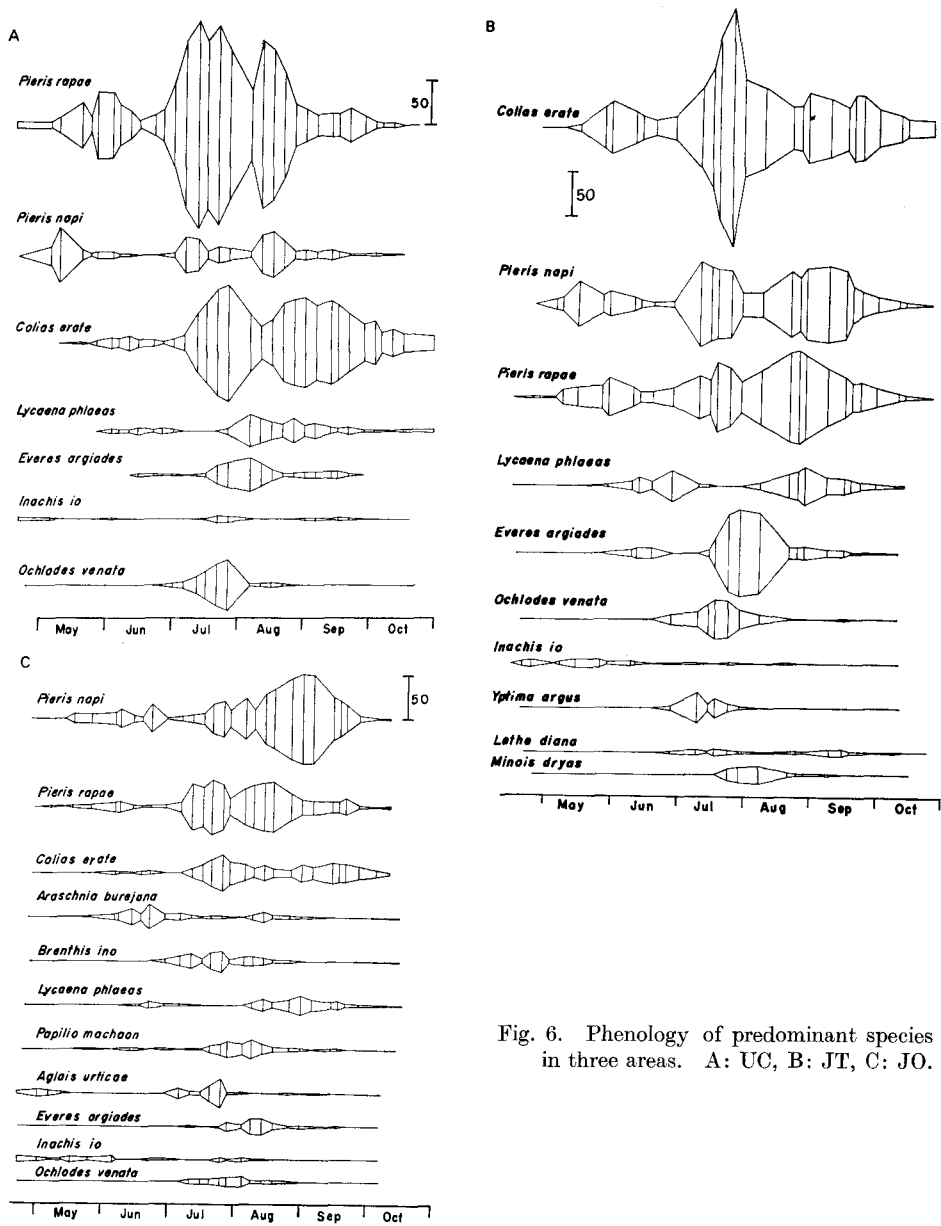 A
Pieris rapae
50
Pieris napi
Colias erate
Lycaena phlaeas
Everes argiades
Inachis io
Ochlodes venata
May Jun Jul Aug Sep Oct
B
Colias erate
50
Pieris napi
Pieris rapae
Lycaena phlaeas
Everes argiades
Ochlodes venata
Inachis io
Yptima argus
Lethe diana
Minois dryas
May Jun Jul Aug Sep Oct
C
Pieris napi
50
Pieris rapae
Colias erate
Araschnia burejana
Brenthis ino
Lycaena phlaeas
Papilio machaon
Aglais urticae
Everes argiades
Inachis io
Ochlodes venata
May Jun Jul Aug Sep Oct
Fig. 6. Phenology of predominant species
in three areas. A: UC, B: JT, C: JO.